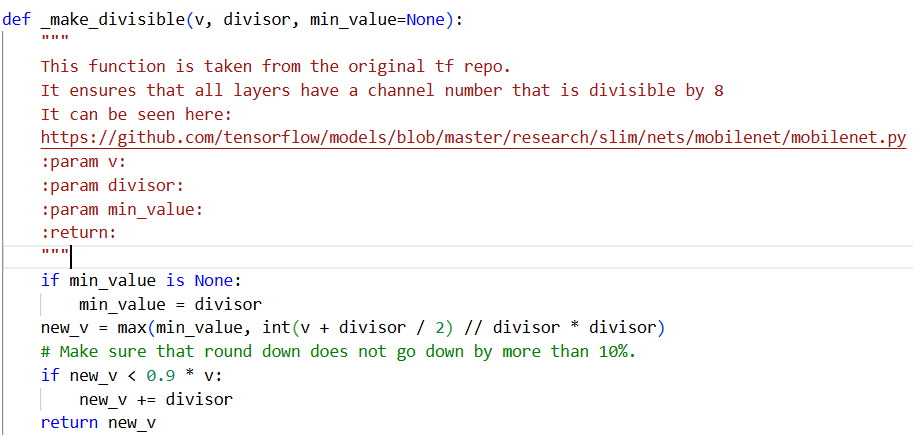 def _make_divisible(v, divisor, min_value=None):
    """
    This function is taken from the original tf repo.
    It ensures that all layers have a channel number that is divisible by 8
    It can be seen here:
    https://github.com/tensorflow/models/blob/master/research/slim/nets/mobilenet/mobilenet.py
    :param v:
    :param divisor:
    :param min_value:
    :return:
    """
    if min_value is None:
        min_value = divisor
    new_v = max(min_value, int(v + divisor / 2) // divisor * divisor)
    # Make sure that round down does not go down by more than 10%.
    if new_v < 0.9 * v:
        new_v += divisor
    return new_v